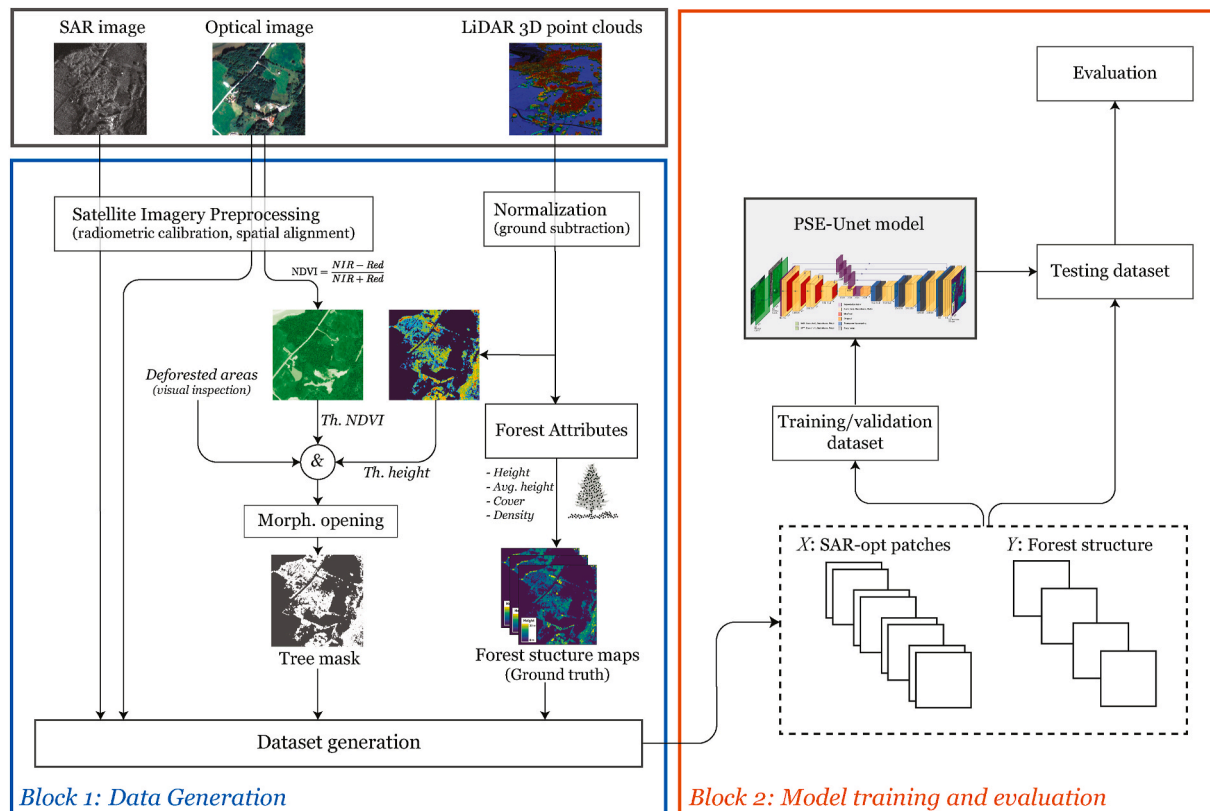 SAR image
Optical image
LiDAR 3D point clouds
Satellite Imagery Preprocessing
(radiometric calibration, spatial alignment)
Normalization
(ground subtraction)
NDVI = NIR − Red
NIR + Red
Deforested areas
(visual inspection)
Th. NDVI
&
Th. height
Morph. opening
Tree mask
Forest Attributes
- Height
- Avg. height
- Cover
- Density
Height
Forest stucture maps
(Ground truth)
Dataset generation
Block 1: Data Generation
Evaluation
PSE-Unet model
Testing dataset
Training/validation
dataset
X: SAR-opt patches
Y: Forest structure
Block 2: Model training and evaluation